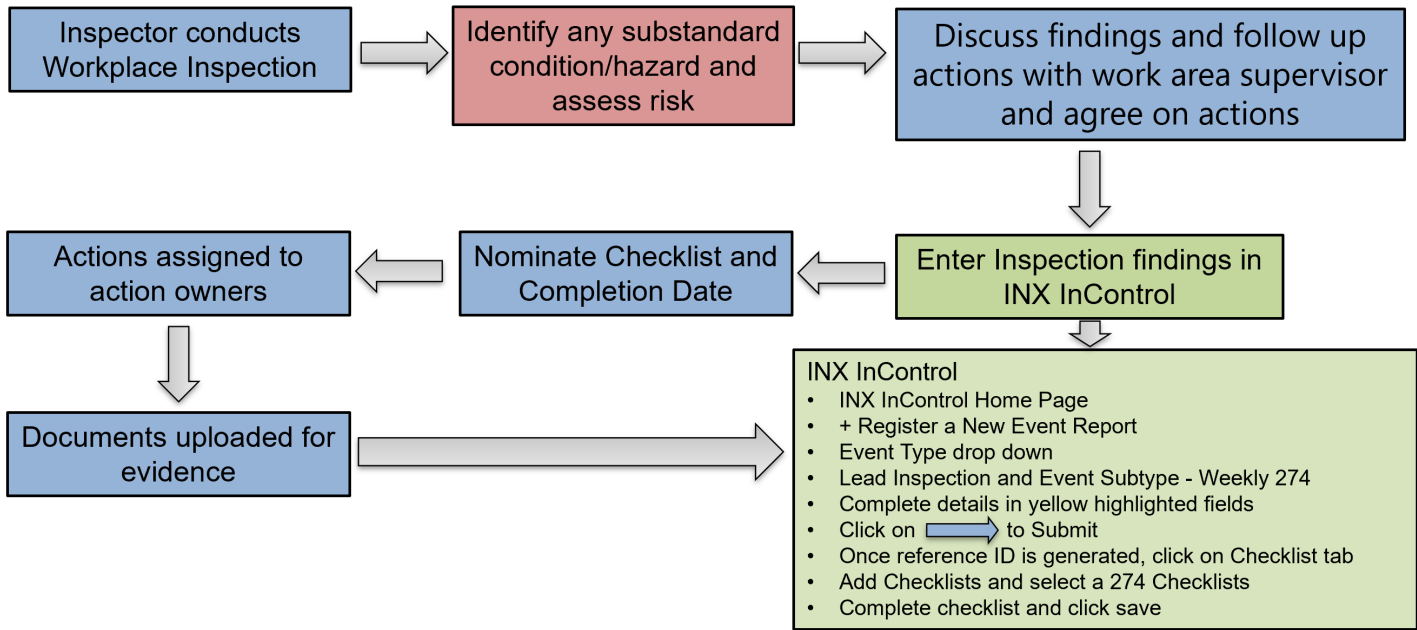 Inspector conducts
Workplace Inspection
Identify any substandard
condition/hazard and
assess risk
Discuss findings and follow up
actions with work area supervisor
and agree on actions
Enter Inspection findings in
INX InControl
Nominate Checklist and
Completion Date
Actions assigned to
action owners
Documents uploaded for
evidence
INX InControl
• INX InControl Home Page
• + Register a New Event Report
• Event Type drop down
• Lead Inspection and Event Subtype - Weekly 274
• Complete details in yellow highlighted fields
• Click on to Submit
• Once reference ID is generated, click on Checklist tab
• Add Checklists and select a 274 Checklists
• Complete checklist and click save